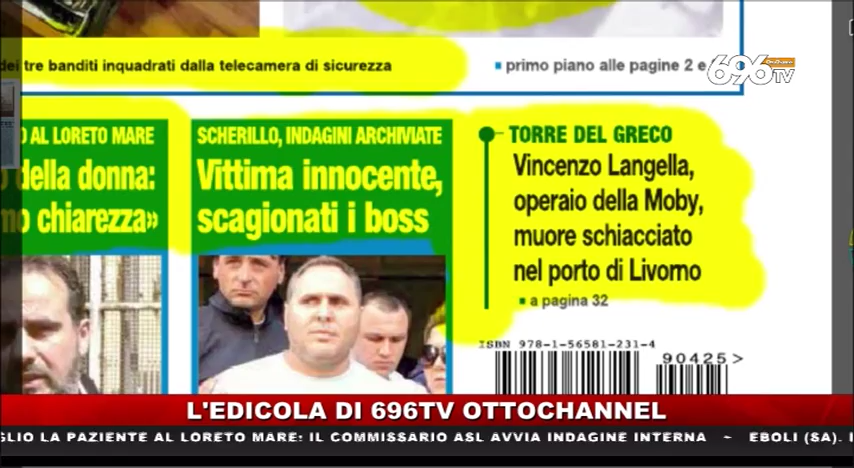 dei tre banditi inquadrati dalla telecamera di sicurezza
primo piano alle pagine 2 e
696 TV
O AL LORETO MARE
della donna:
chiarezza»
SCHERILLO, INDAGINI ARCHIVIATE
Vittima innocente,
scagionati i boss
TORRE DEL GRECO
Vincenzo Langella,
operaio della Moby,
muore schiacciato
nel porto di Livorno
a pagina 32
ISBN 978-1-56581-231-4
90425>
L'EDICOLA DI 696TV OTTOCHANNEL
GLIO LA PAZIENTE AL LORETO MARE: IL COMMISSARIO ASL AVVIA INDAGINE INTERNA ~ EBOLI (SA). I